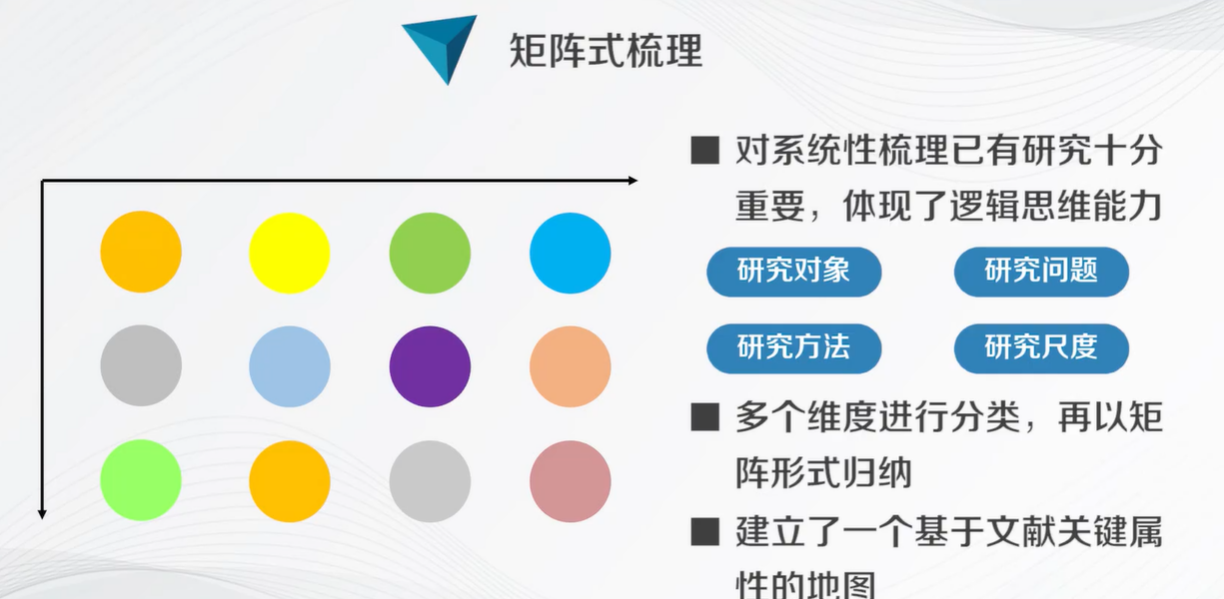 矩阵式梳理
对系统性梳理已有研究十分
重要，体现了逻辑思维能力
研究对象 研究问题
研究方法 研究尺度
多个维度进行分类，再以矩
阵形式归纳
建立了一个基于文献关键属
性的地图